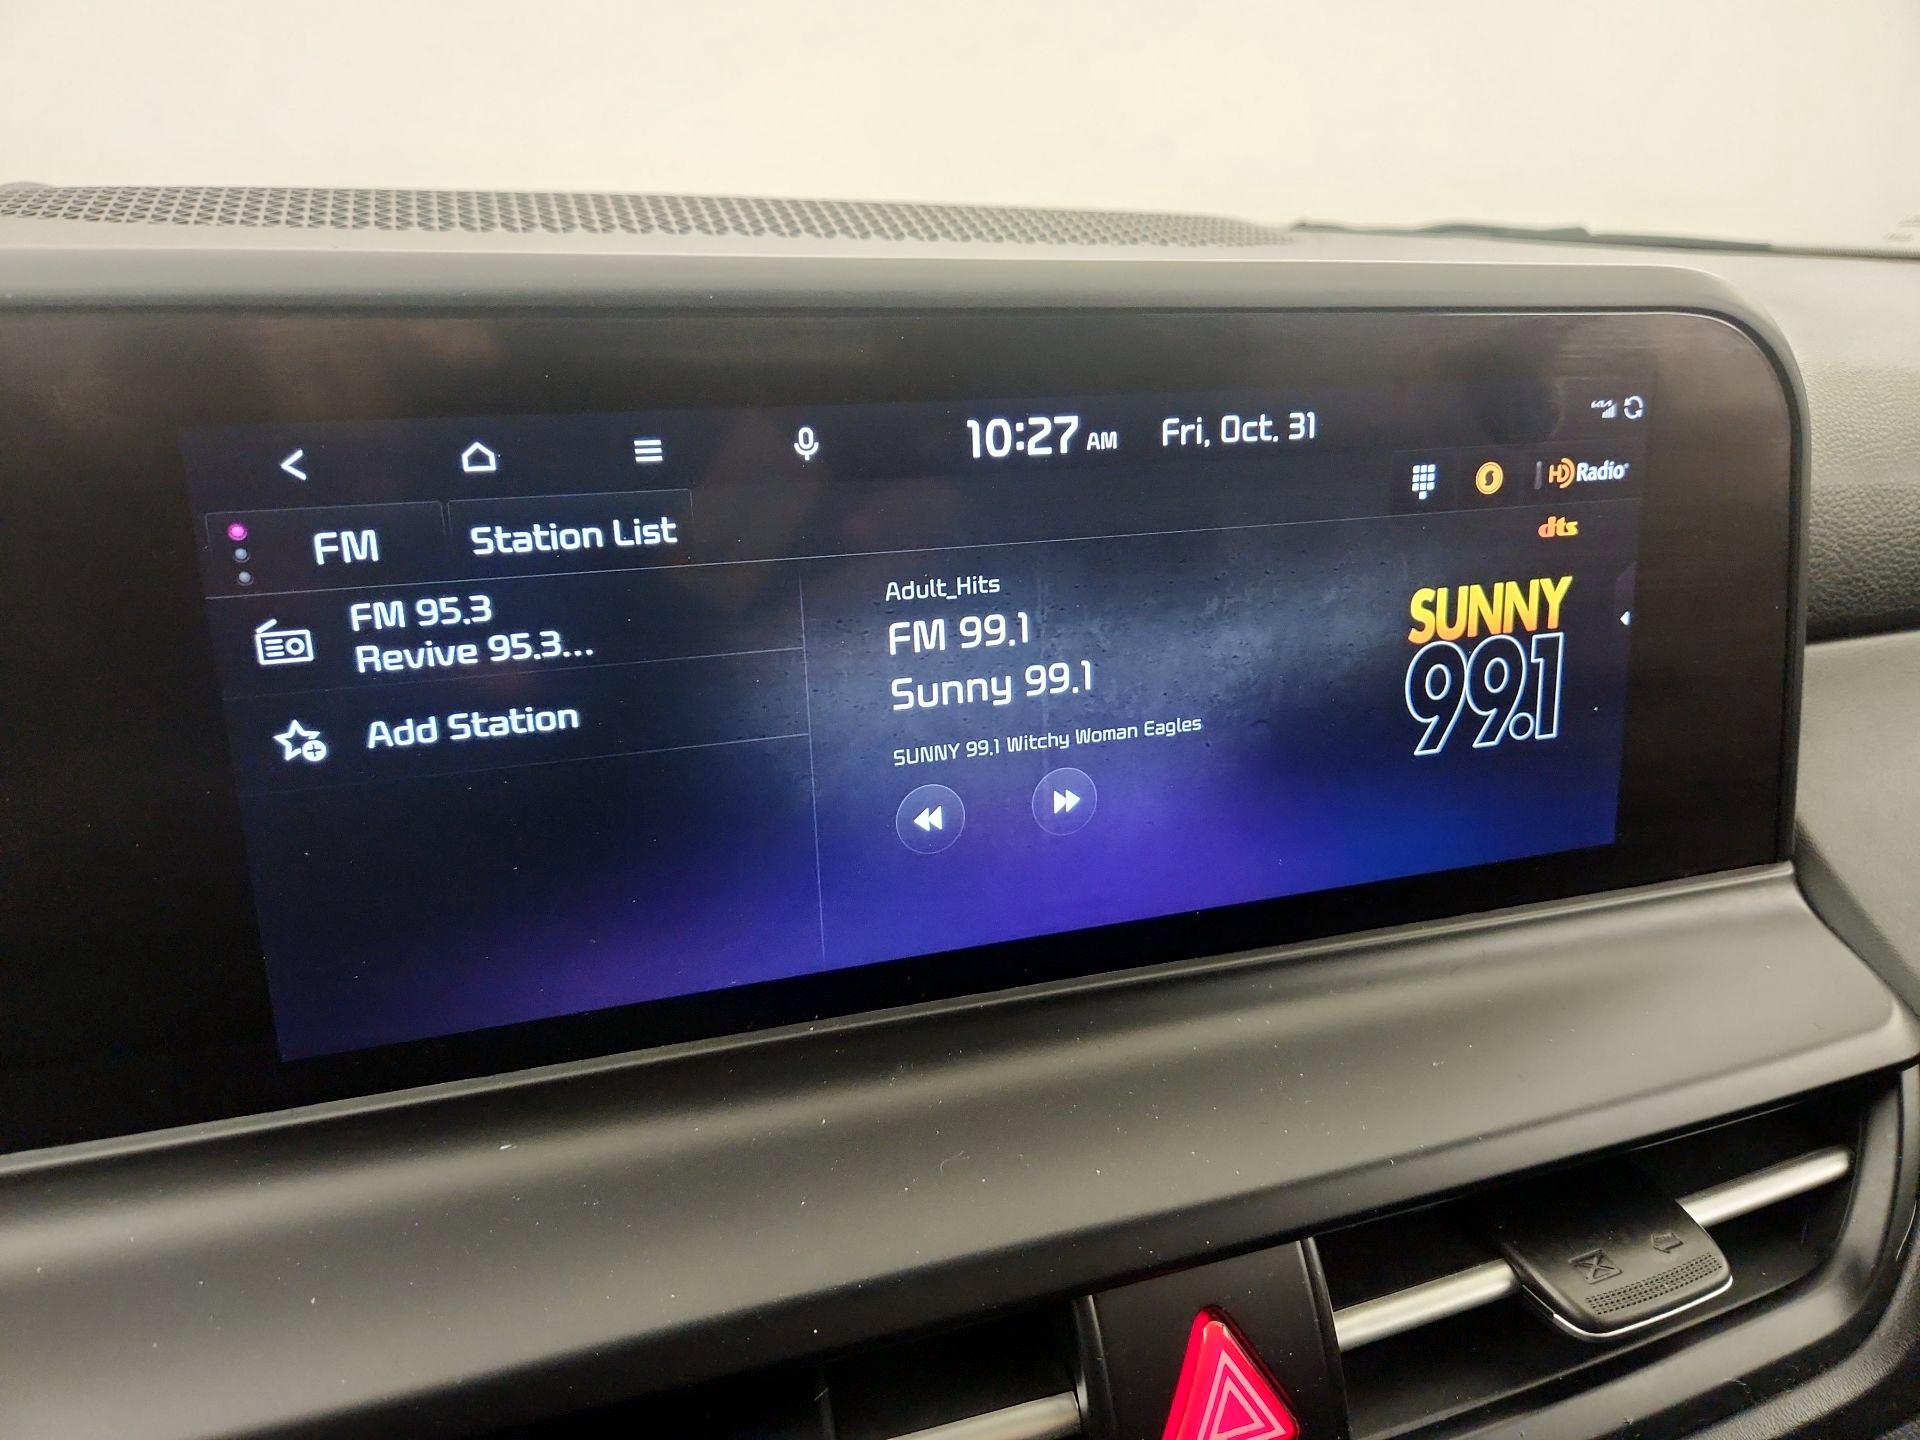 10:27 AM Fri, Oct. 31
HD Radio
FM Station List
dts
FM 95.3
Revive 95.3...
Add Station
Adult_Hits
FM 99.1
Sunny 99.1
SUNNY 99.1 Witchy Woman Eagles
SUNNY
99.1